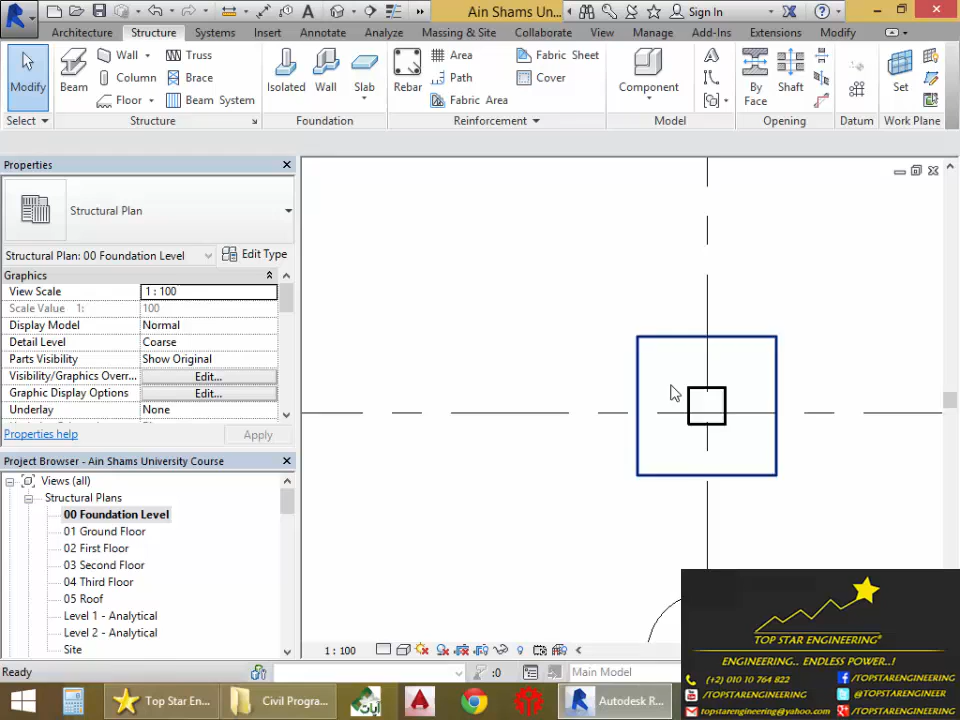 Ain Shams Un...
Sign In
Architecture Structure Systems Insert Annotate Analyze Massing & Site Collaborate View Manage Add-Ins Extensions Modify
Modify Beam Wall Truss Isolated Wall Slab Rebar Area Fabric Sheet Component By Face Shaft Set
Column Brace Path Cover
Floor Beam System Fabric Area
Select Structure Foundation Reinforcement Model Opening Datum Work Plane
Properties
Structural Plan
Structural Plan: 00 Foundation Level Edit Type
Graphics
View Scale 1 : 100
Scale Value 1: 100
Display Model Normal
Detail Level Coarse
Parts Visibility Show Original
Visibility/Graphics Overr... Edit...
Graphic Display Options Edit...
Underlay None
Properties help Apply
Project Browser - Ain Shams University Course
Views (all)
Structural Plans
00 Foundation Level
01 Ground Floor
02 First Floor
03 Second Floor
04 Third Floor
05 Roof
Level 1 - Analytical
Level 2 - Analytical
Site
1 : 100
Ready :0 Main Model
Top Star En... Civil Progra... Autodesk R...
TOP STAR ENGINEERING®
ENGINEERING.. ENDLESS POWER..!
(+2) 010 10 764 822 /TOPSTARENGINEERING
/TOPSTARENGINEERING @TOPSTARENGINEER
topstarengineering@yahoo.com /TOPSTARENGINEERING